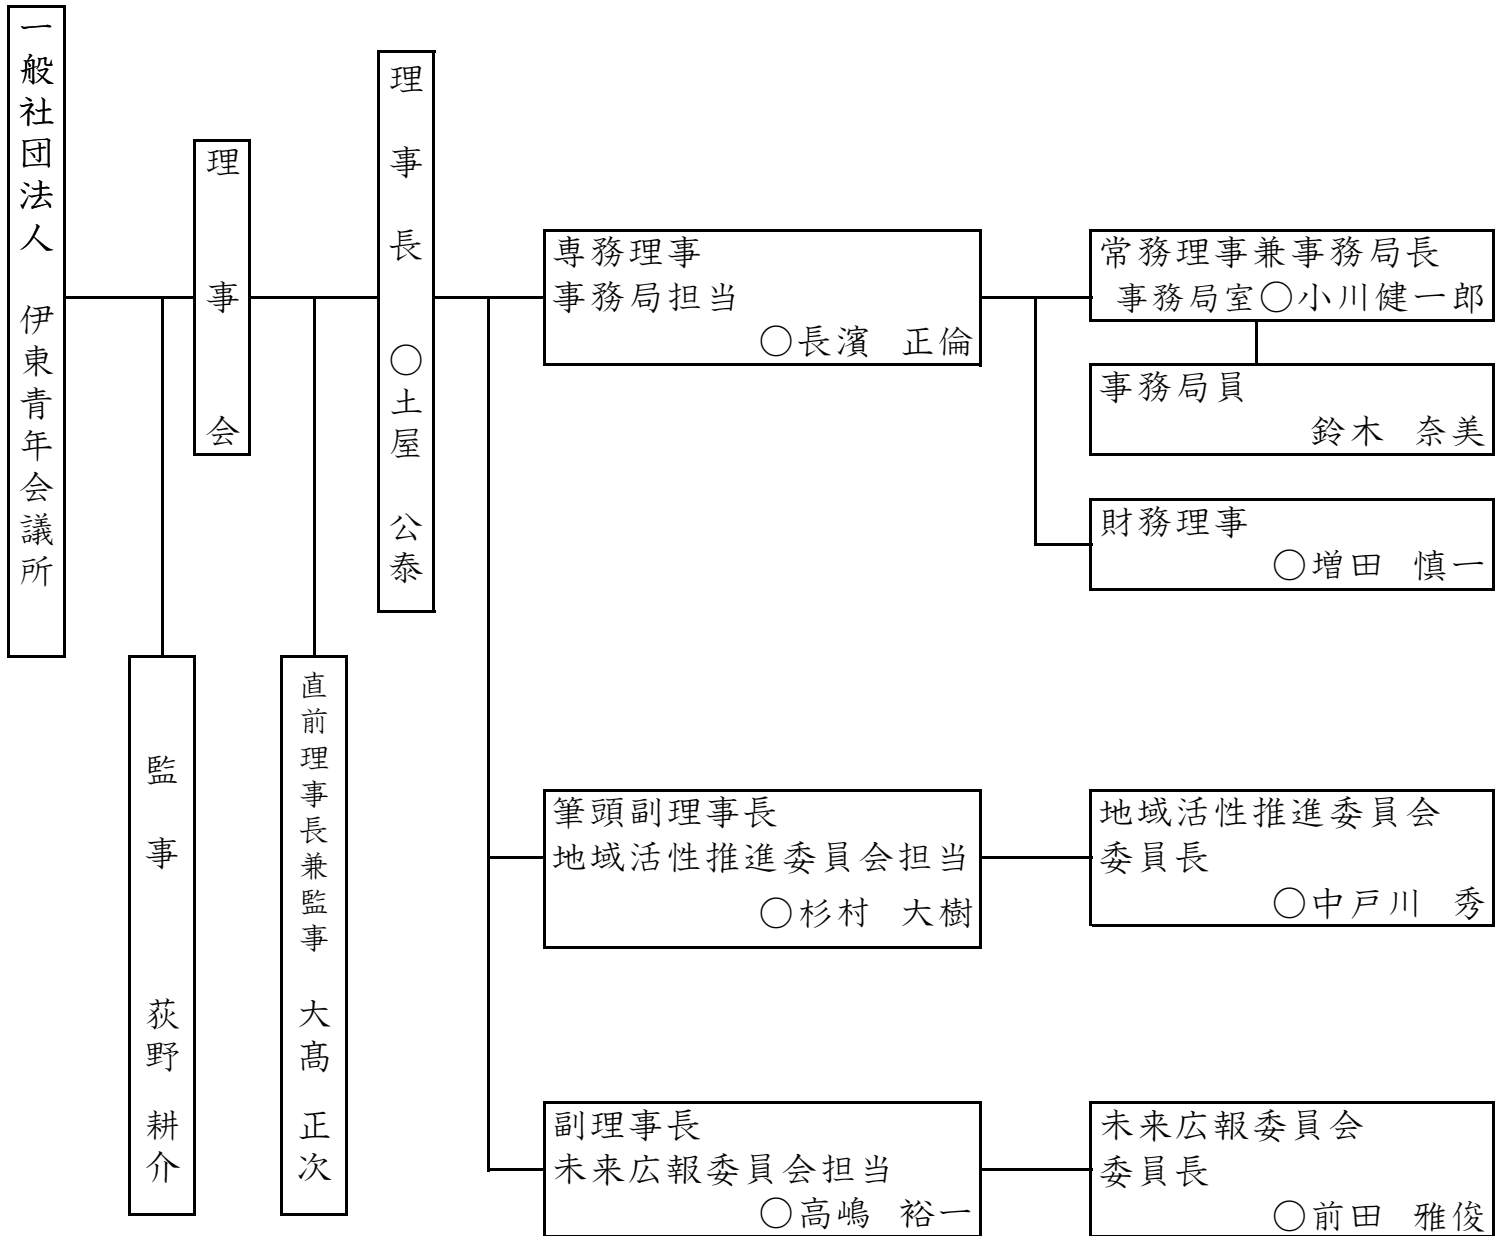 一般社団法人　伊東青年会議所
理事会
理事長　○土屋　公泰
監事　荻野　耕介
直前理事長兼監事　大髙　正次
専務理事
事務局担当
○長濱　正倫
常務理事兼事務局長
事務局室○小川健一郎
事務局員
鈴木　奈美
財務理事
○増田　慎一
筆頭副理事長
地域活性推進委員会担当
○杉村　大樹
地域活性推進委員会
委員長
○中戸川　秀
副理事長
未来広報委員会担当
○高嶋　裕一
未来広報委員会
委員長
○前田　雅俊